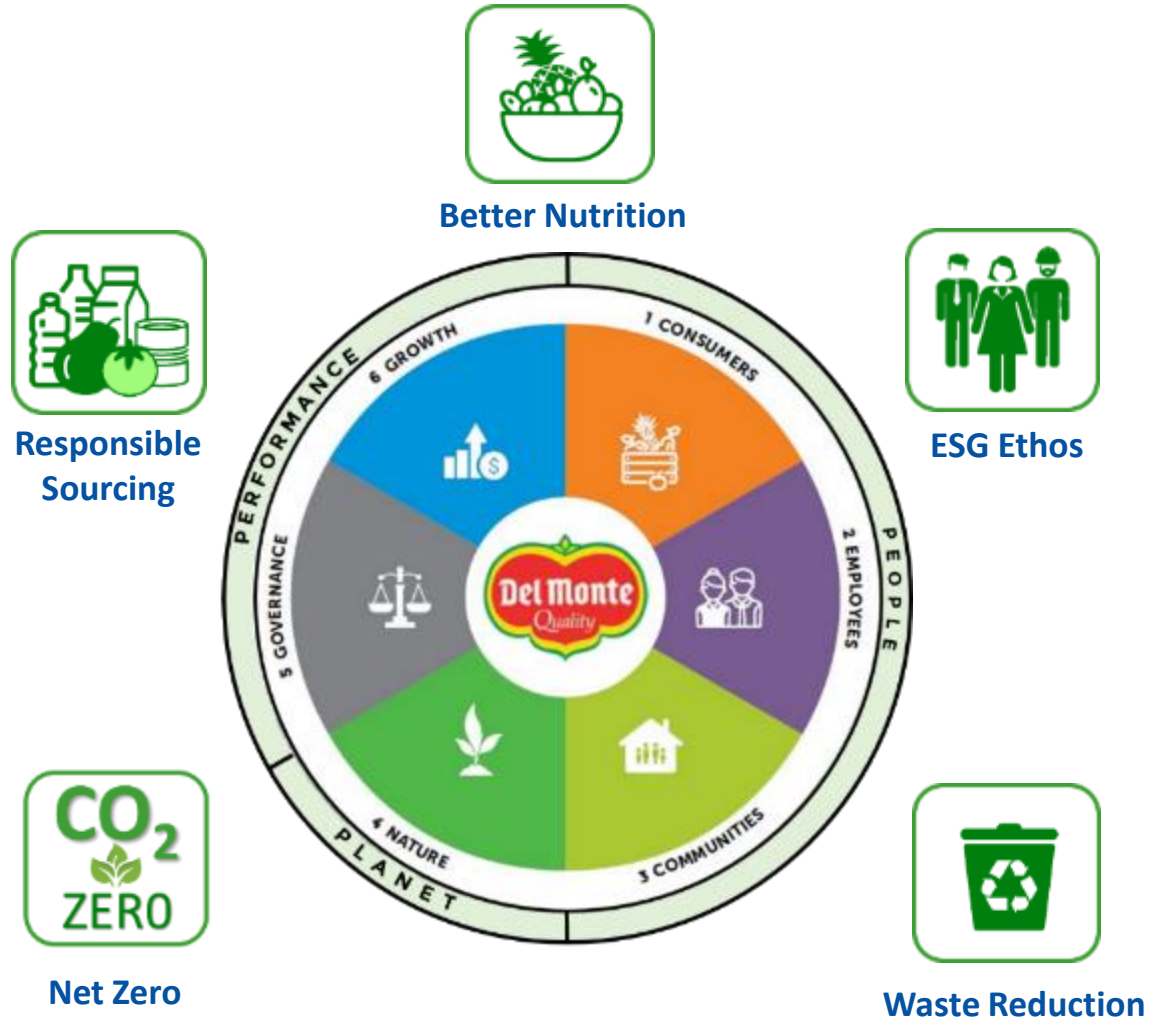 Better Nutrition
Responsible
Sourcing
ESG Ethos
PERFORMANCE
PEOPLE
PLANET
6 GROWTH
1 CONSUMERS
5 GOVERNANCE
2 EMPLOYEES
4 NATURE
3 COMMUNITIES
$
Del Monte
Quality
CO2
ZERO
Net Zero
Waste Reduction